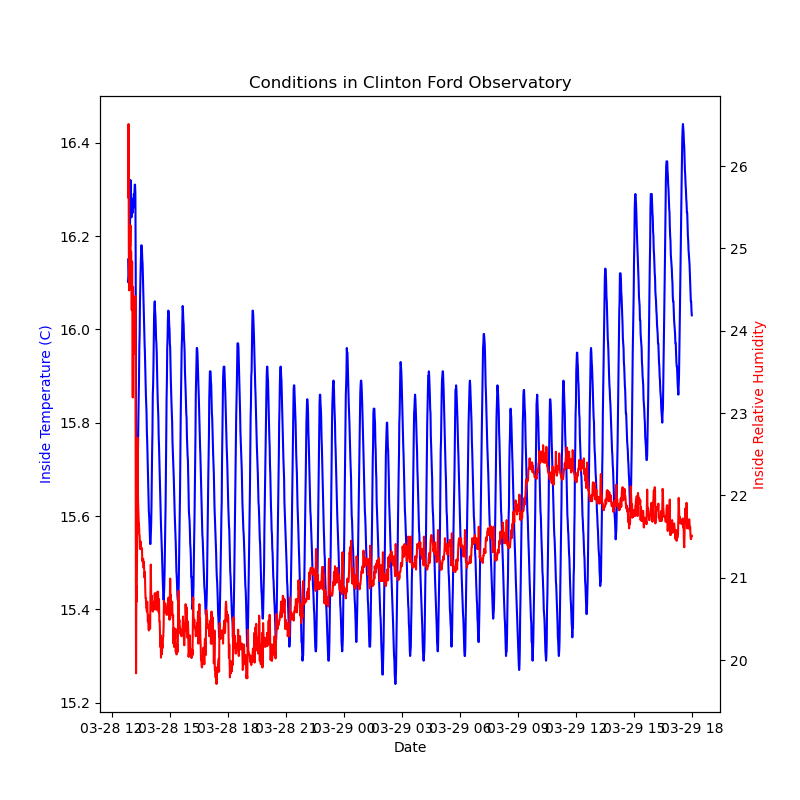 Conditions in Clinton Ford Observatory
16.4
16.2
16.0
15.8
15.6
15.4
15.2
Inside Temperature (C)
26
25
24
23
22
21
20
Inside Relative Humidity
03-28 12 03-28 15 03-28 18 03-28 21 03-29 00 03-29 03 03-29 06 03-29 09 03-29 12 03-29 15 03-29 18
Date